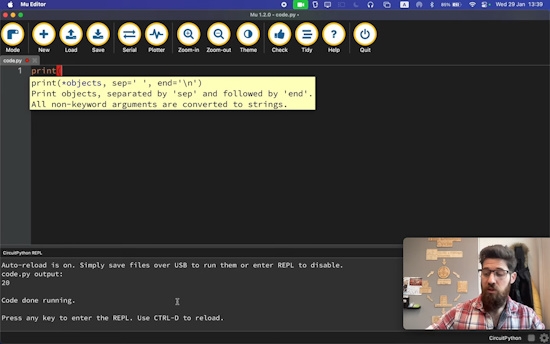 Mu Editor
Wed 29 Jan 13:39
Mu 1.2.0 - code.py
Mode
New
Load
Save
Serial
Plotter
Zoom-in
Zoom-out
Theme
Check
Tidy
Help
Quit
code.py
1 print(
print(*objects, sep=' ', end='\n')
Print objects, separated by 'sep' and followed by 'end'.
All non-keyword arguments are converted to strings.
CircuitPython REPL
Auto-reload is on. Simply save files over USB to run them or enter REPL to disable.
code.py output:
20
Code done running.
Press any key to enter the REPL. Use CTRL-D to reload.
CircuitPython